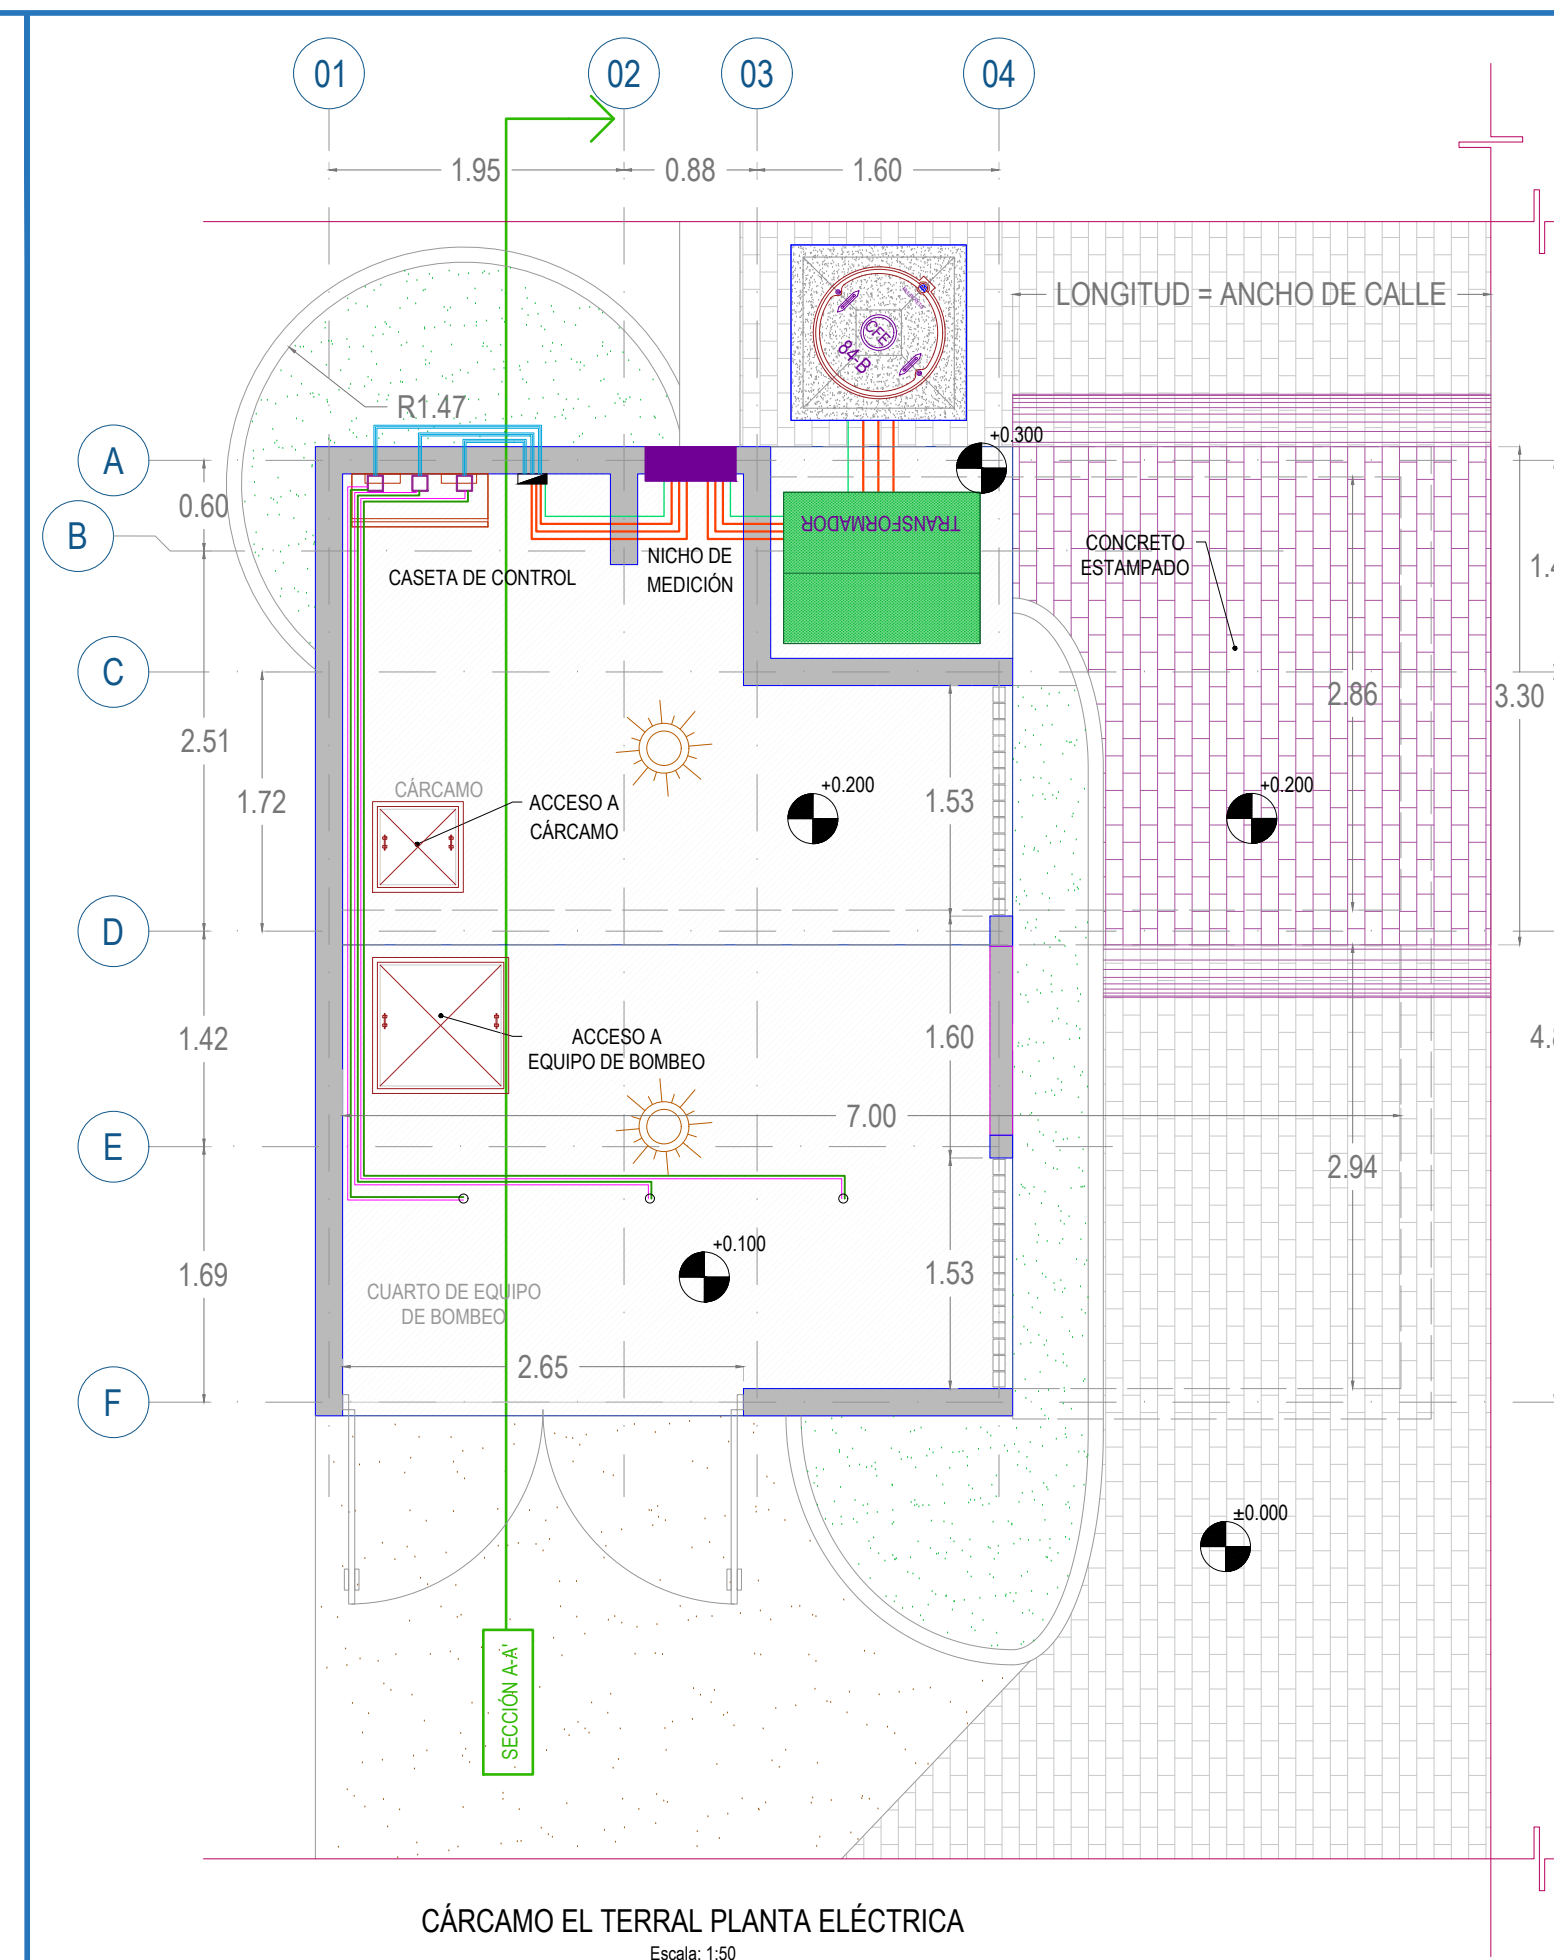 01
02
03
04
1.95
0.88
1.60
LONGITUD = ANCHO DE CALLE
CFE
84-B
R1.47
A
+0.300
0.60
B
TRANSFORMADOR
CONCRETO
ESTAMPADO
NICHO DE
MEDICIÓN
CASETA DE CONTROL
C
2.86
3.30
2.51
1.72
CÁRCAMO
ACCESO A
CÁRCAMO
+0.200
1.53
+0.200
D
1.42
ACCESO A
EQUIPO DE BOMBEO
1.60
7.00
E
2.94
+0.100
1.69
1.53
CUARTO DE EQUIPO
DE BOMBEO
2.65
F
±0.000
SECCIÓN A-A'
CÁRCAMO EL TERRAL PLANTA ELÉCTRICA
Escala: 1:50